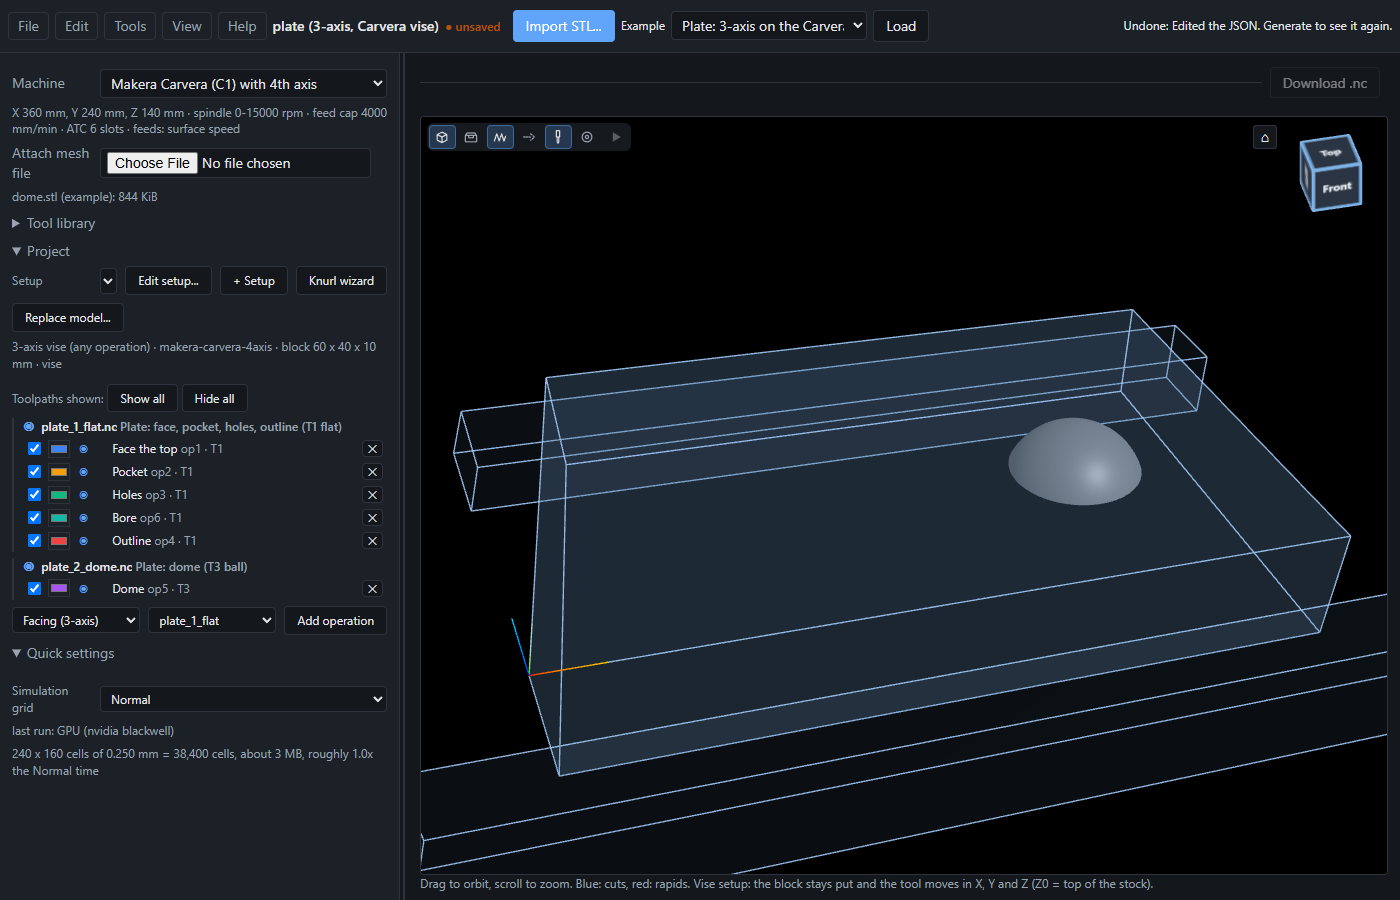 File Edit Tools View Help plate (3-axis, Carvera vise) • unsaved Import STL... Example Plate: 3-axis on the Carver Load Undone: Edited the JSON. Generate to see it again.
Machine Makera Carvera (C1) with 4th axis
X 360 mm, Y 240 mm, Z 140 mm · spindle 0-15000 rpm · feed cap 4000
mm/min · ATC 6 slots · feeds: surface speed
Attach mesh
file
Choose File No file chosen
dome.stl (example): 844 KiB
Tool library
Project
Setup Edit setup... + Setup Knurl wizard
Replace model...
3-axis vise (any operation) · makera-carvera-4axis · block 60 x 40 x 10
mm · vise
Toolpaths shown: Show all Hide all
plate_1_flat.nc Plate: face, pocket, holes, outline (T1 flat)
Face the top op1 · T1
Pocket op2 · T1
Holes op3 · T1
Bore op6 · T1
Outline op4 · T1
plate_2_dome.nc Plate: dome (T3 ball)
Dome op5 · T3
Facing (3-axis) plate_1_flat Add operation
Quick settings
Simulation
grid
Normal
last run: GPU (nvidia blackwell)
240 x 160 cells of 0.250 mm = 38,400 cells, about 3 MB, roughly 1.0x
the Normal time
Download .nc
Top
Front
Drag to orbit, scroll to zoom. Blue: cuts, red: rapids. Vise setup: the block stays put and the tool moves in X, Y and Z (Z0 = top of the stock).